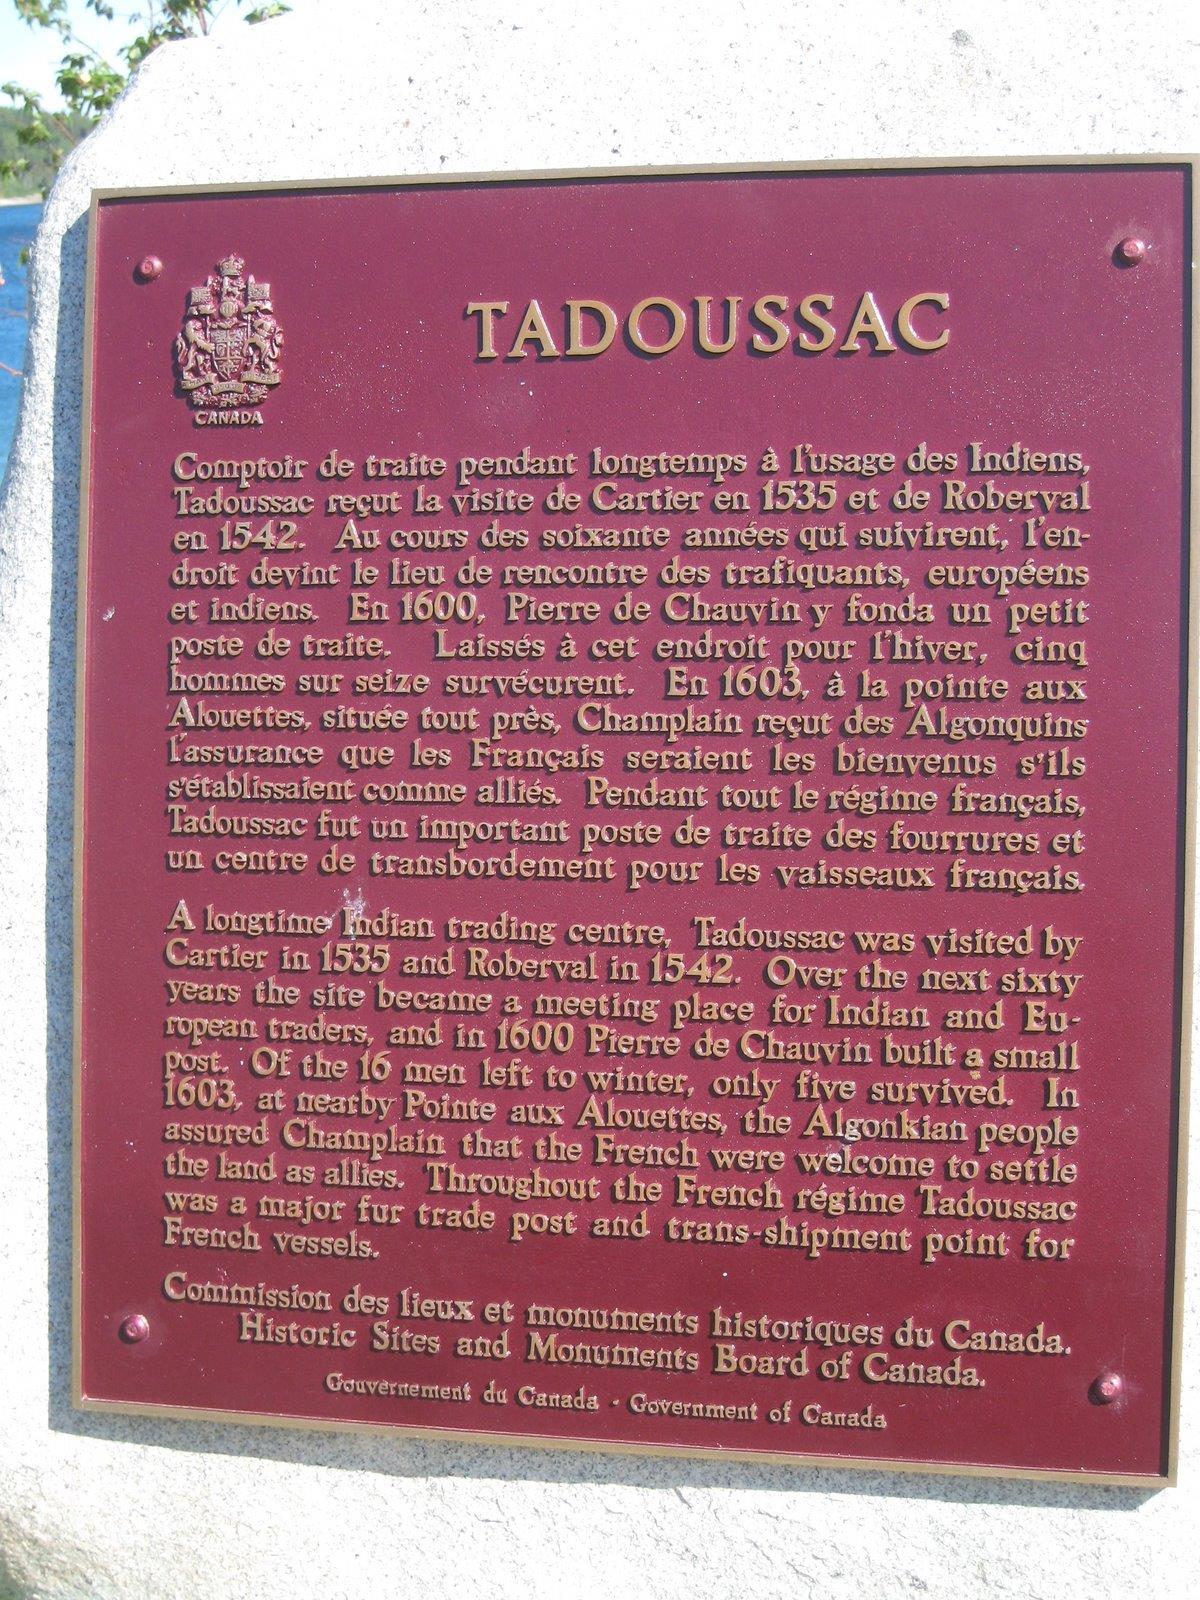 TADOUSSAC
CANADA
Comptoir de traite pendant longtemps à l'usage des Indiens,
Tadoussac reçut la visite de Cartier en 1535 et de Roberval
en 1542. Au cours des soixante années qui suivirent, l'en-
droit devint le lieu de rencontre des trafiquants, européens
et indiens. En 1600, Pierre de Chauvin y fonda un petit
poste de traite. Laissés à cet endroit pour l'hiver, cinq
hommes sur seize survécurent. En 1603, à la pointe aux
Alouettes, située tout près, Champlain reçut des Algonquins
l'assurance que les Français seraient les bienvenus s'ils
s'établissaient comme alliés. Pendant tout le régime français,
Tadoussac fut un important poste de traite des fourrures et
un centre de transbordement pour les vaisseaux français.
A longtime Indian trading centre, Tadoussac was visited by
Cartier in 1535 and Roberval in 1542. Over the next sixty
years the site became a meeting place for Indian and Eu-
ropean traders, and in 1600 Pierre de Chauvin built a small
post. Of the 16 men left to winter, only five survived. In
1603, at nearby Pointe aux Alouettes, the Algonkian people
assured Champlain that the French were welcome to settle
the land as allies. Throughout the French régime Tadoussac
was a major fur trade post and trans-shipment point for
French vessels.
Commission des lieux et monuments historiques du Canada.
Historic Sites and Monuments Board of Canada.
Gouvernement du Canada · Government of Canada